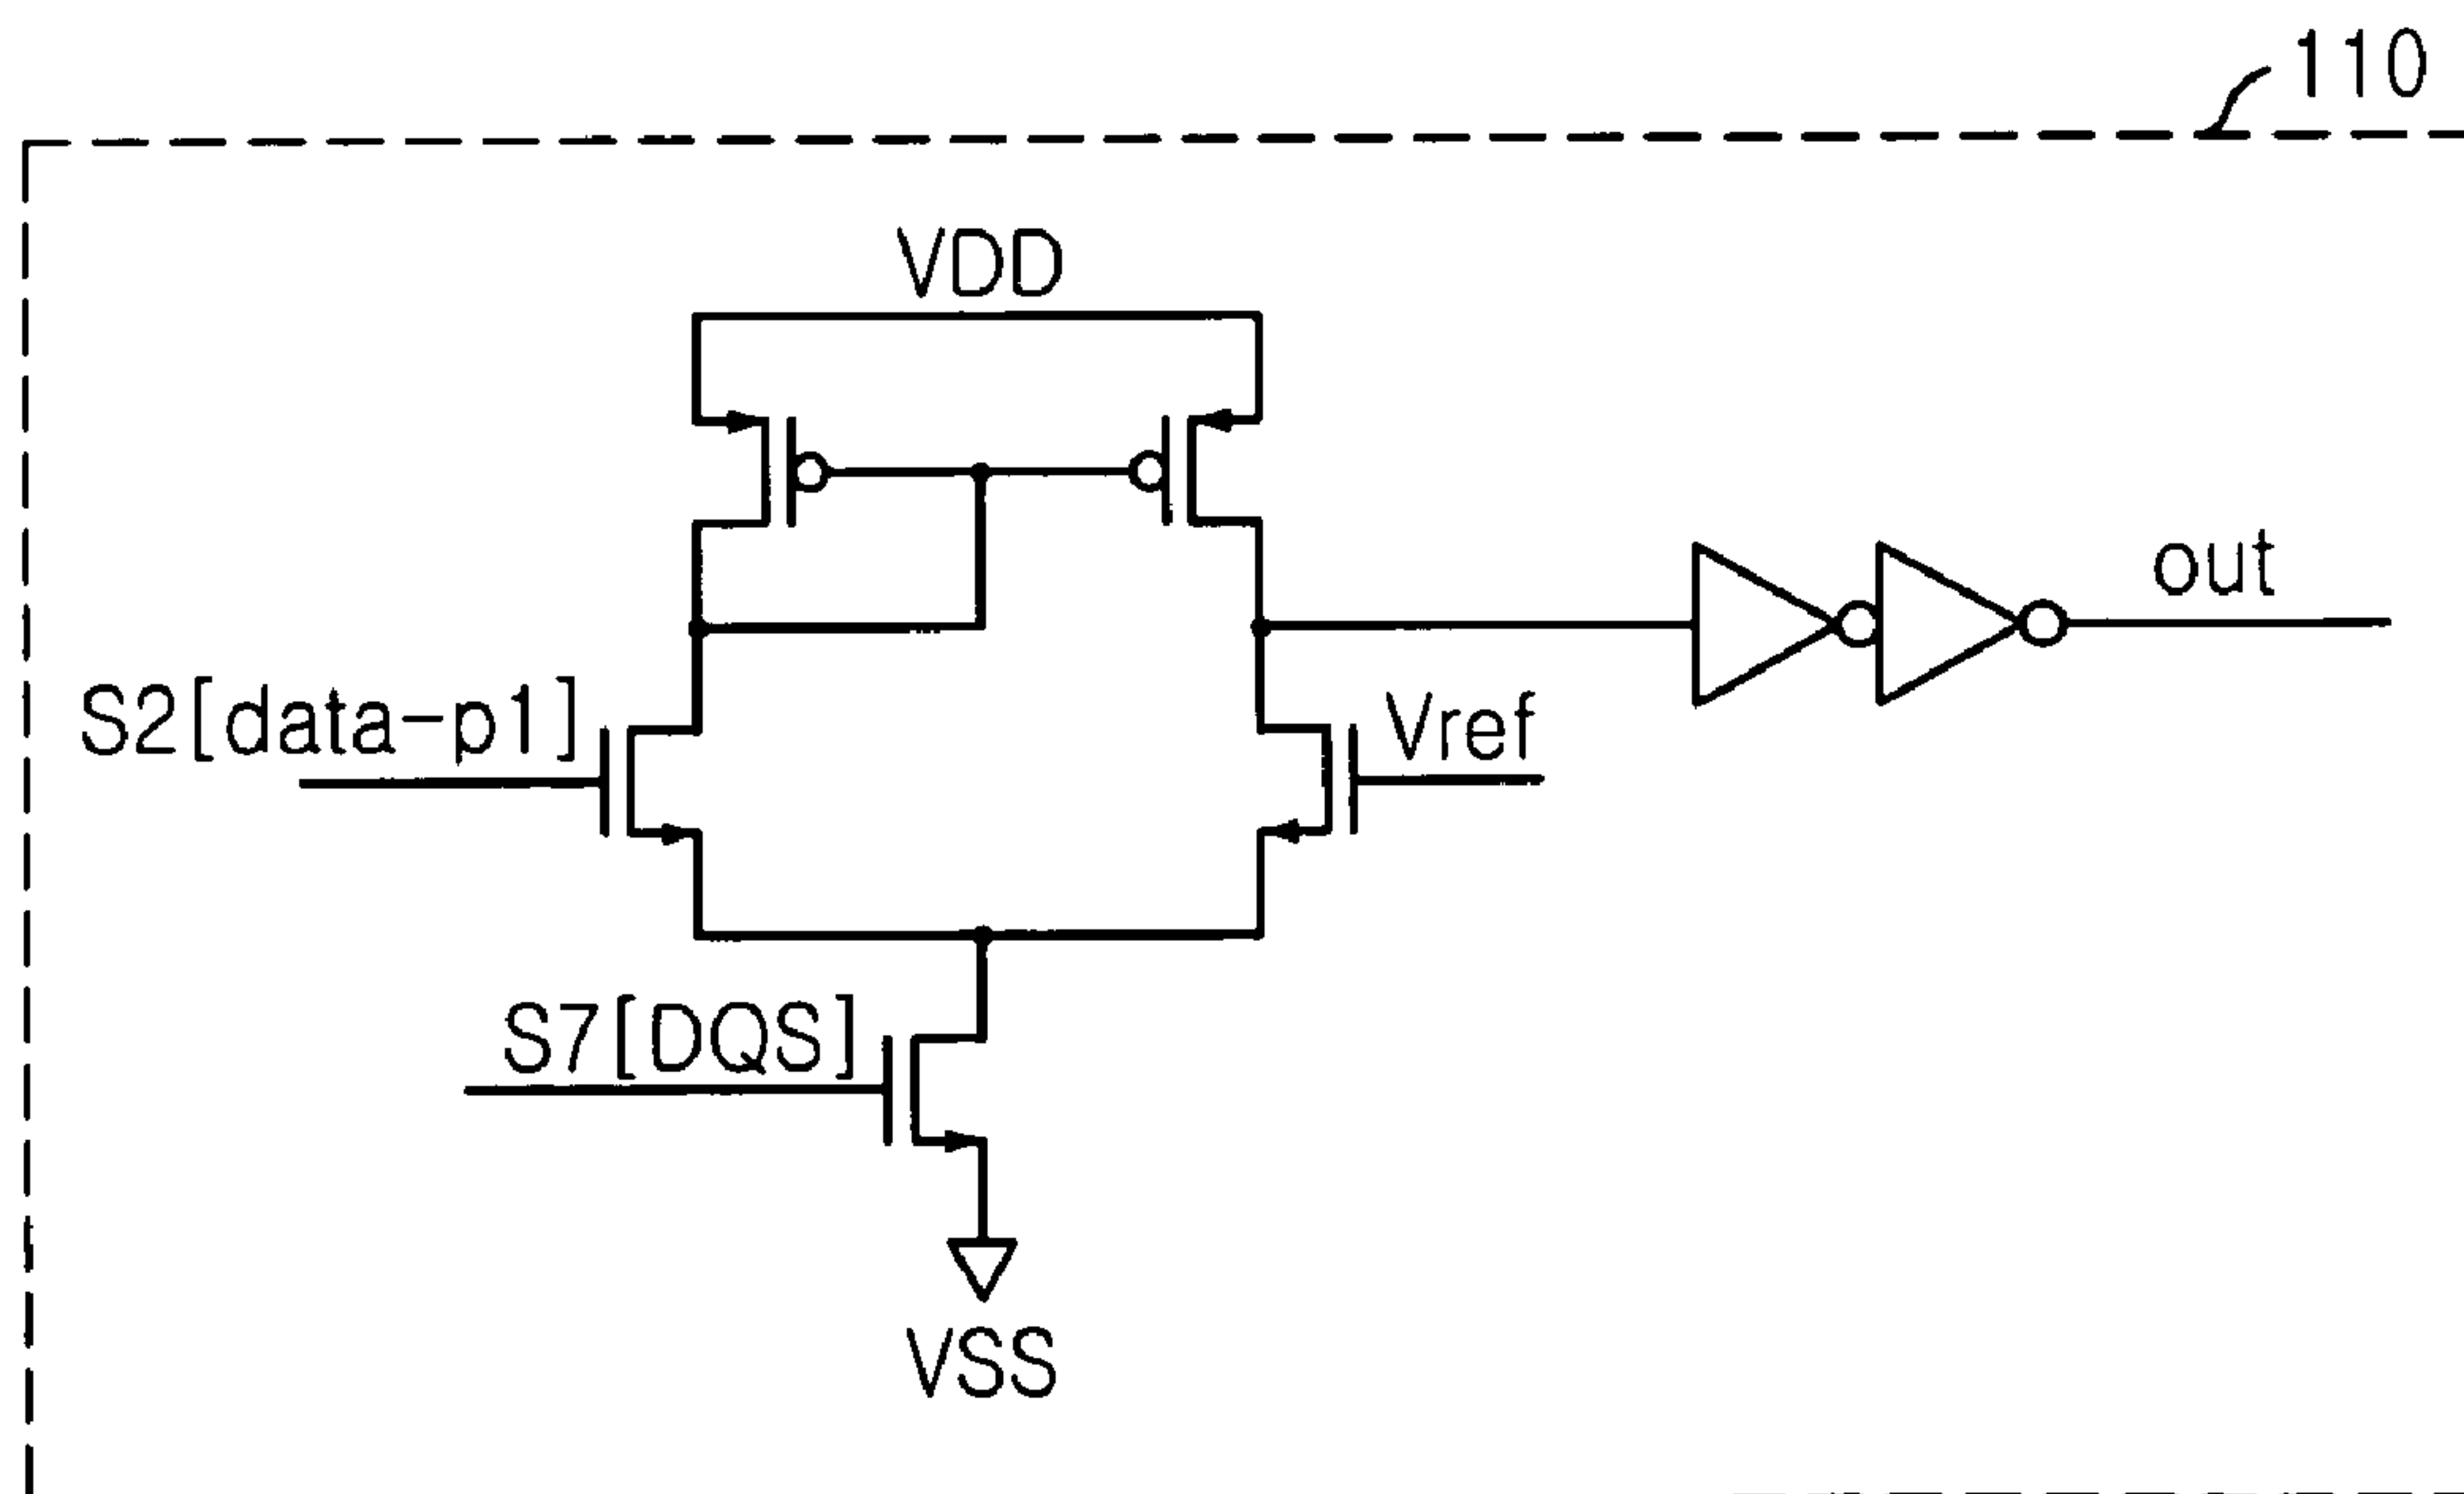 110
VDD
out
S2[data-p1]
Vref
S7[DQS]
VSS